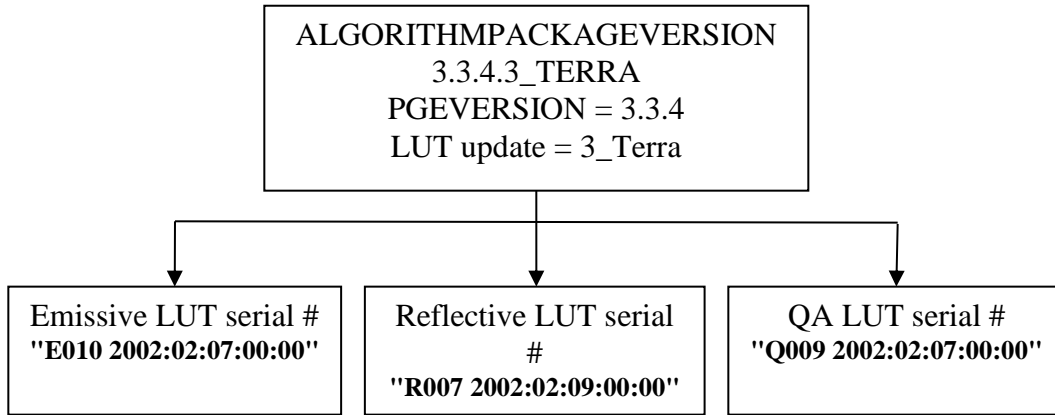 ALGORITHMPACKAGEVERSION
3.3.4.3_TERRA
PGEVERSION = 3.3.4
LUT update = 3_Terra
Emissive LUT serial #
"E010 2002:02:07:00:00"
Reflective LUT serial
#
"R007 2002:02:09:00:00"
QA LUT serial #
"Q009 2002:02:07:00:00"